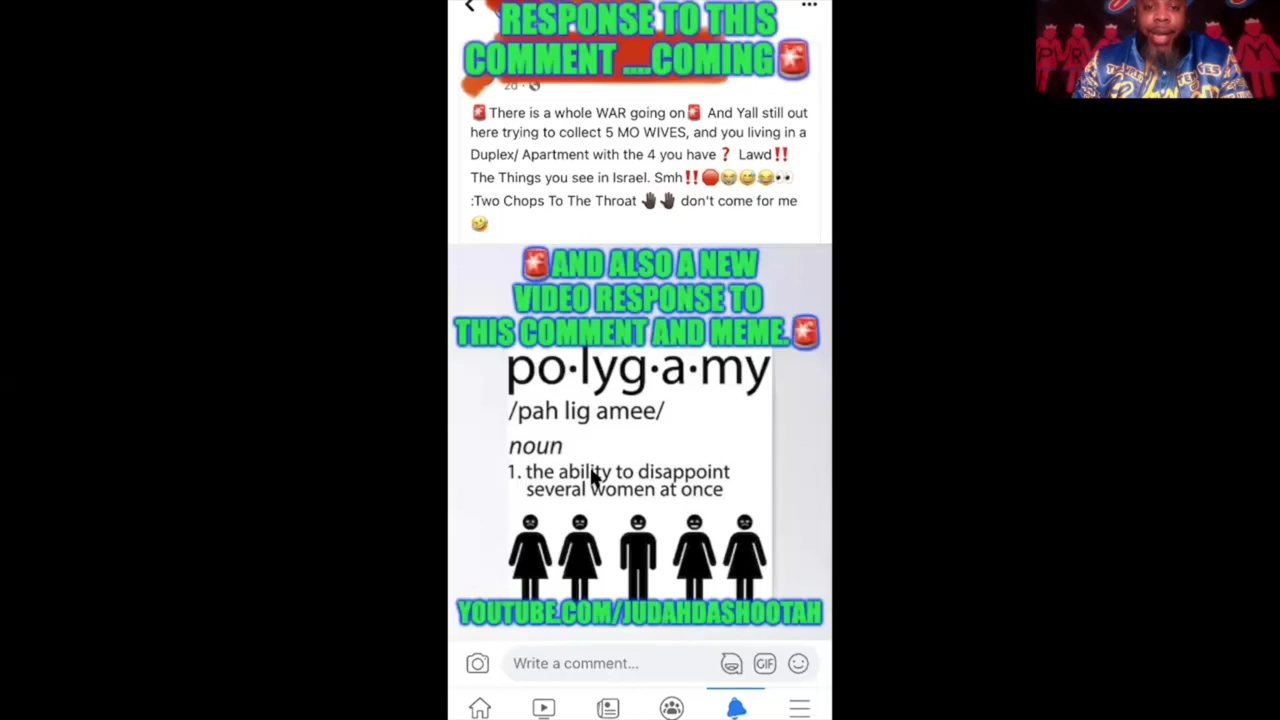 RESPONSE TO THIS
COMMENT ....COMING🚨
2d
🚨There is a whole WAR going on🚨 And Yall still out
here trying to collect 5 MO WIVES, and you living in a
Duplex/ Apartment with the 4 you have❓ Lawd‼️
The Things you see in Israel. Smh‼️🛑😹😅😂👀
:Two Chops To The Throat 🖐🏿🖐🏿 don't come for me
🤣
🚨AND ALSO A NEW
VIDEO RESPONSE TO
THIS COMMENT AND MEME.🚨
po·lyg·a·my
/pah lig amee/
noun
1. the ability to disappoint
several women at once
YOUTUBE.COM/JUDAHDASHOOTAH
Write a comment...
GIF